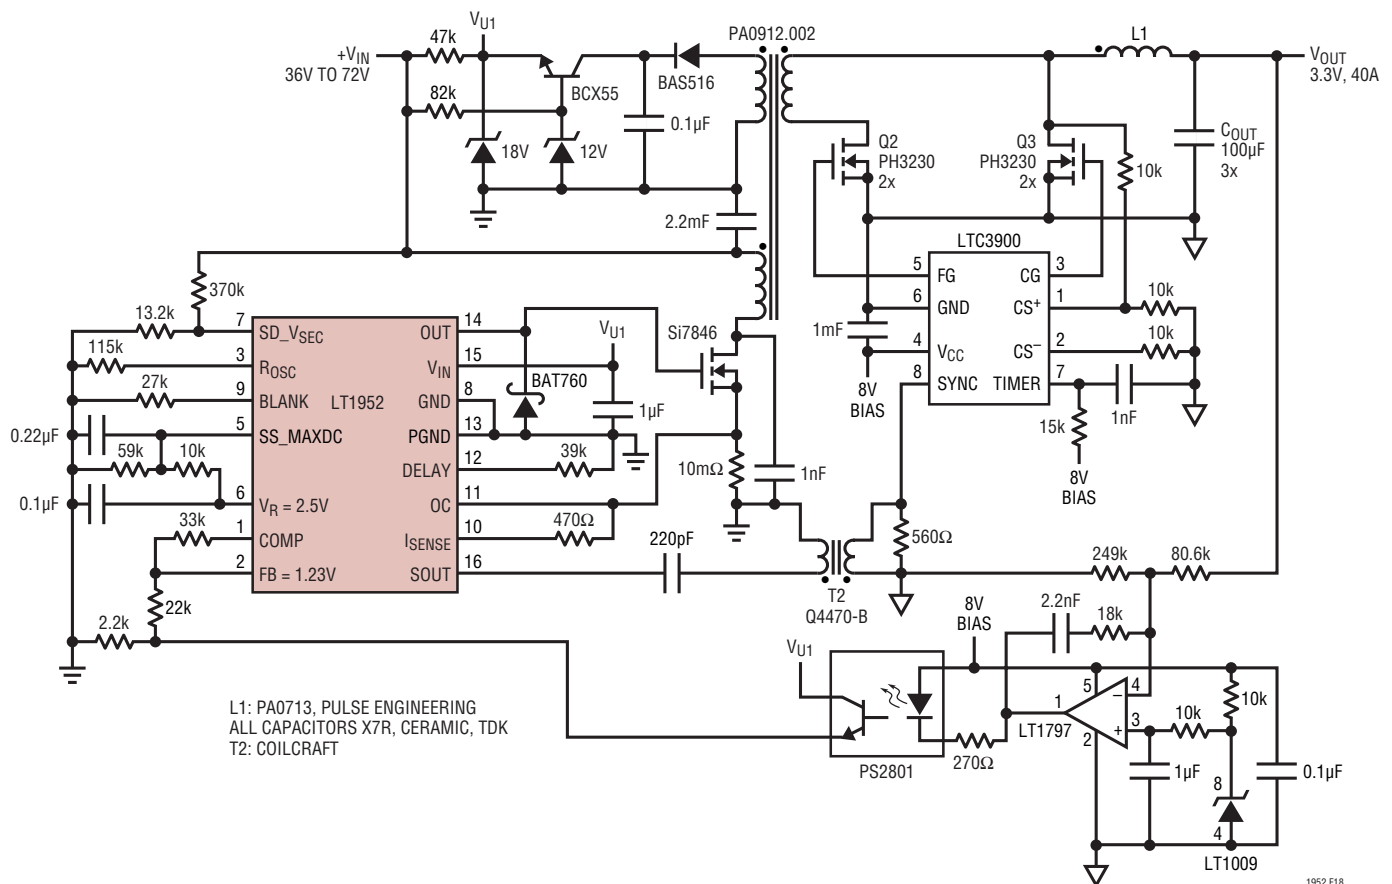 +VIN
36V TO 72V
47k
VU1
82k
BCX55
18V
12V
0.1µF
BAS516
PA0912.002
2.2mF
L1
VOUT
3.3V, 40A
COUT
100µF
3x
Q2
PH3230
2x
Q3
PH3230
2x
10k
LTC3900
5 FG CG 3
6 GND CS+ 1
4 VCC CS− 2
8 SYNC TIMER 7
10k
10k
1nF
15k
8V
BIAS
1mF
8V
BIAS
370k
13.2k
115k
27k
0.22µF
59k
10k
0.1µF
33k
22k
2.2k
LT1952
7 SD_VSEC OUT 14
3 ROSC VIN 15
9 BLANK GND 8
5 SS_MAXDC PGND 13
DELAY 12
6 VR = 2.5V OC 11
1 COMP ISENSE 10
2 FB = 1.23V SOUT 16
BAT760
VU1
1µF
39k
470Ω
Si7846
10mΩ
1nF
220pF
T2
Q4470-B
560Ω
249k
80.6k
2.2nF
18k
8V
BIAS
VU1
PS2801
270Ω
1
5
4
−
3
+
2
LT1797
10k
10k
1µF
8
4
LT1009
0.1µF
L1: PA0713, PULSE ENGINEERING
ALL CAPACITORS X7R, CERAMIC, TDK
T2: COILCRAFT
1952 F18